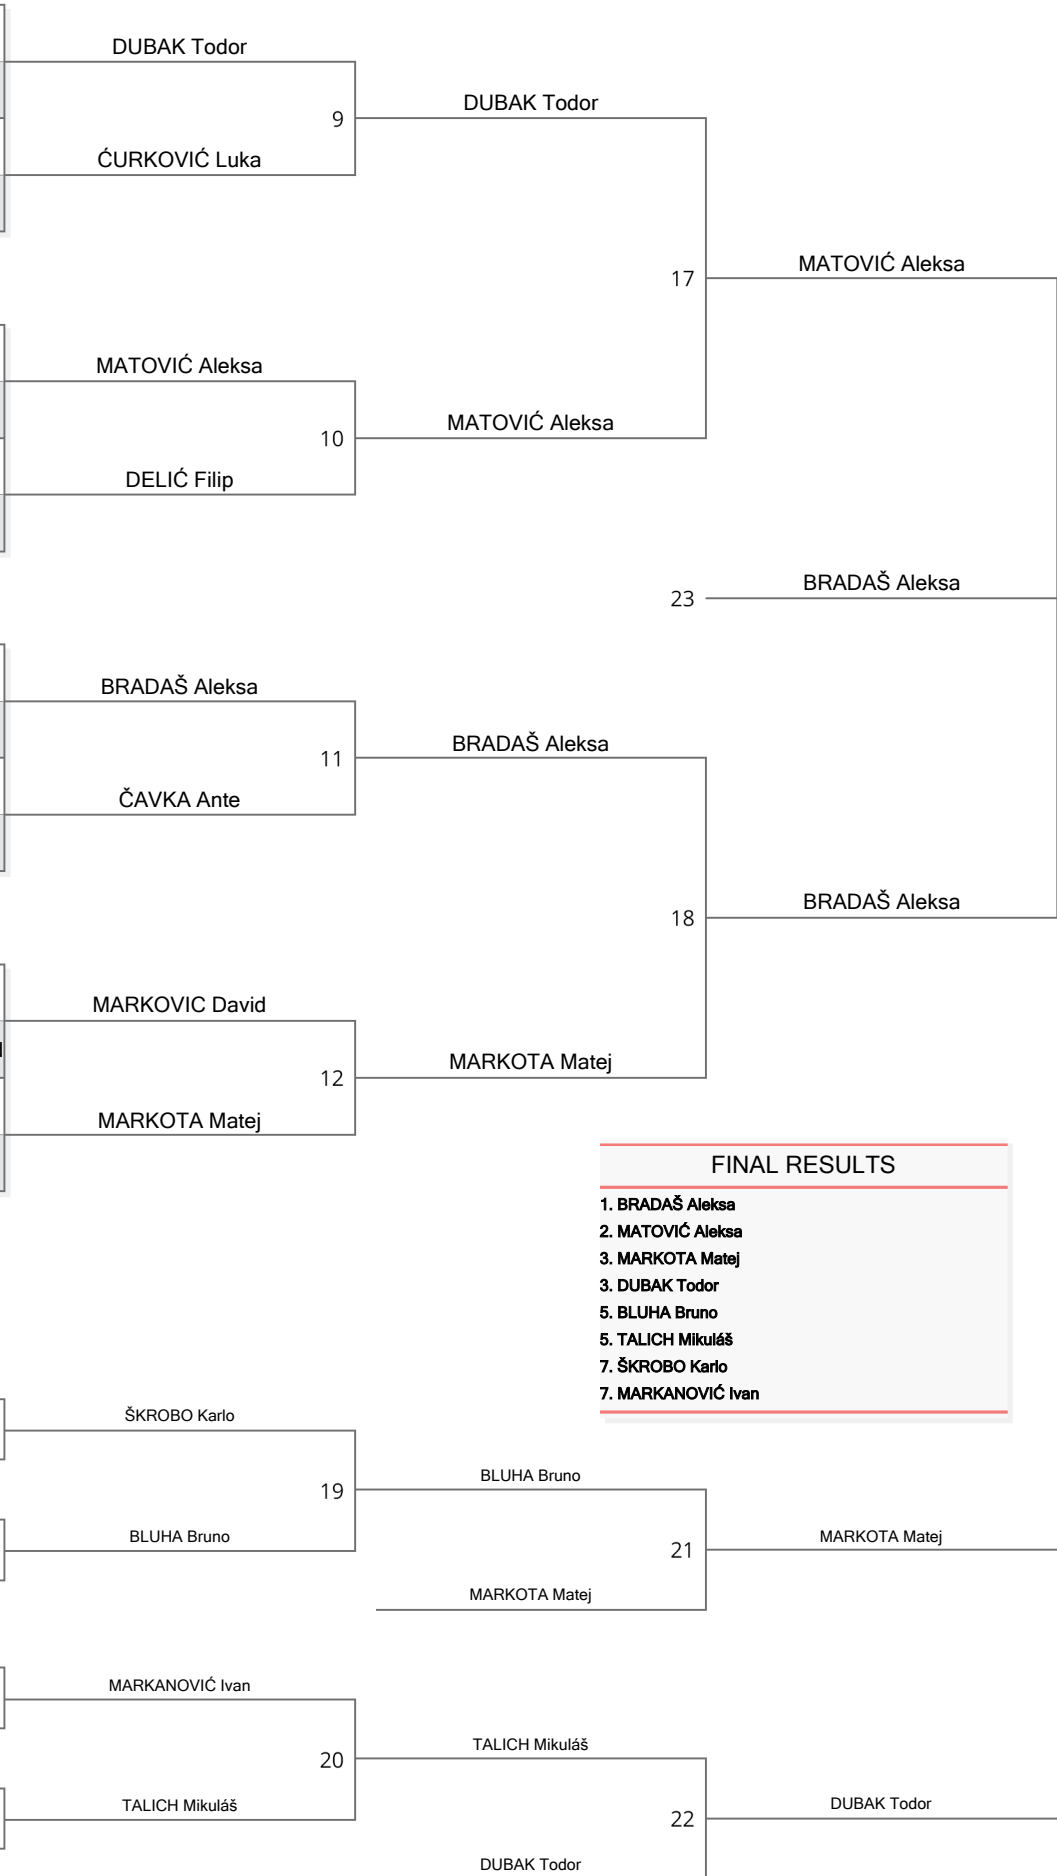 DUBAK Todor
9
DUBAK Todor
ĆURKOVIĆ Luka
17
MATOVIĆ Aleksa
MATOVIĆ Aleksa
10
MATOVIĆ Aleksa
DELIĆ Filip
23
BRADAŠ Aleksa
BRADAŠ Aleksa
11
BRADAŠ Aleksa
ČAVKA Ante
18
BRADAŠ Aleksa
MARKOVIC David
12
MARKOTA Matej
MARKOTA Matej
FINAL RESULTS
1. BRADAŠ Aleksa
2. MATOVIĆ Aleksa
3. MARKOTA Matej
3. DUBAK Todor
5. BLUHA Bruno
5. TALICH Mikuláš
7. ŠKROBO Karlo
7. MARKANOVIĆ Ivan
ŠKROBO Karlo
19
BLUHA Bruno
BLUHA Bruno
21
MARKOTA Matej
MARKOTA Matej
MARKANOVIĆ Ivan
20
TALICH Mikuláš
TALICH Mikuláš
22
DUBAK Todor
DUBAK Todor